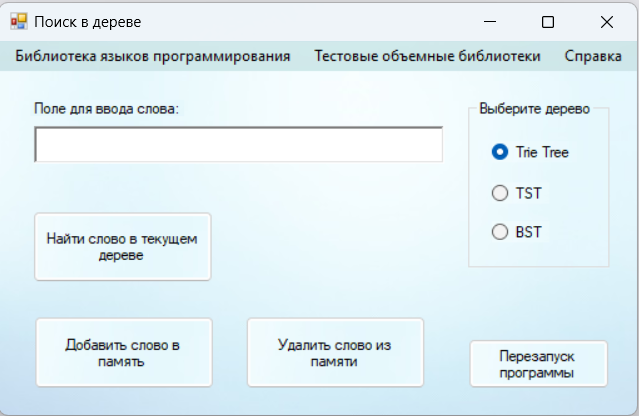 Поиск в дереве
Библиотека языков программирования Тестовые объемные библиотеки Справка
Поле для ввода слова:
Выберите дерево
Trie Tree
TST
BST
Найти слово в текущем
дереве
Добавить слово в
память
Удалить слово из
памяти
Перезапуск
программы